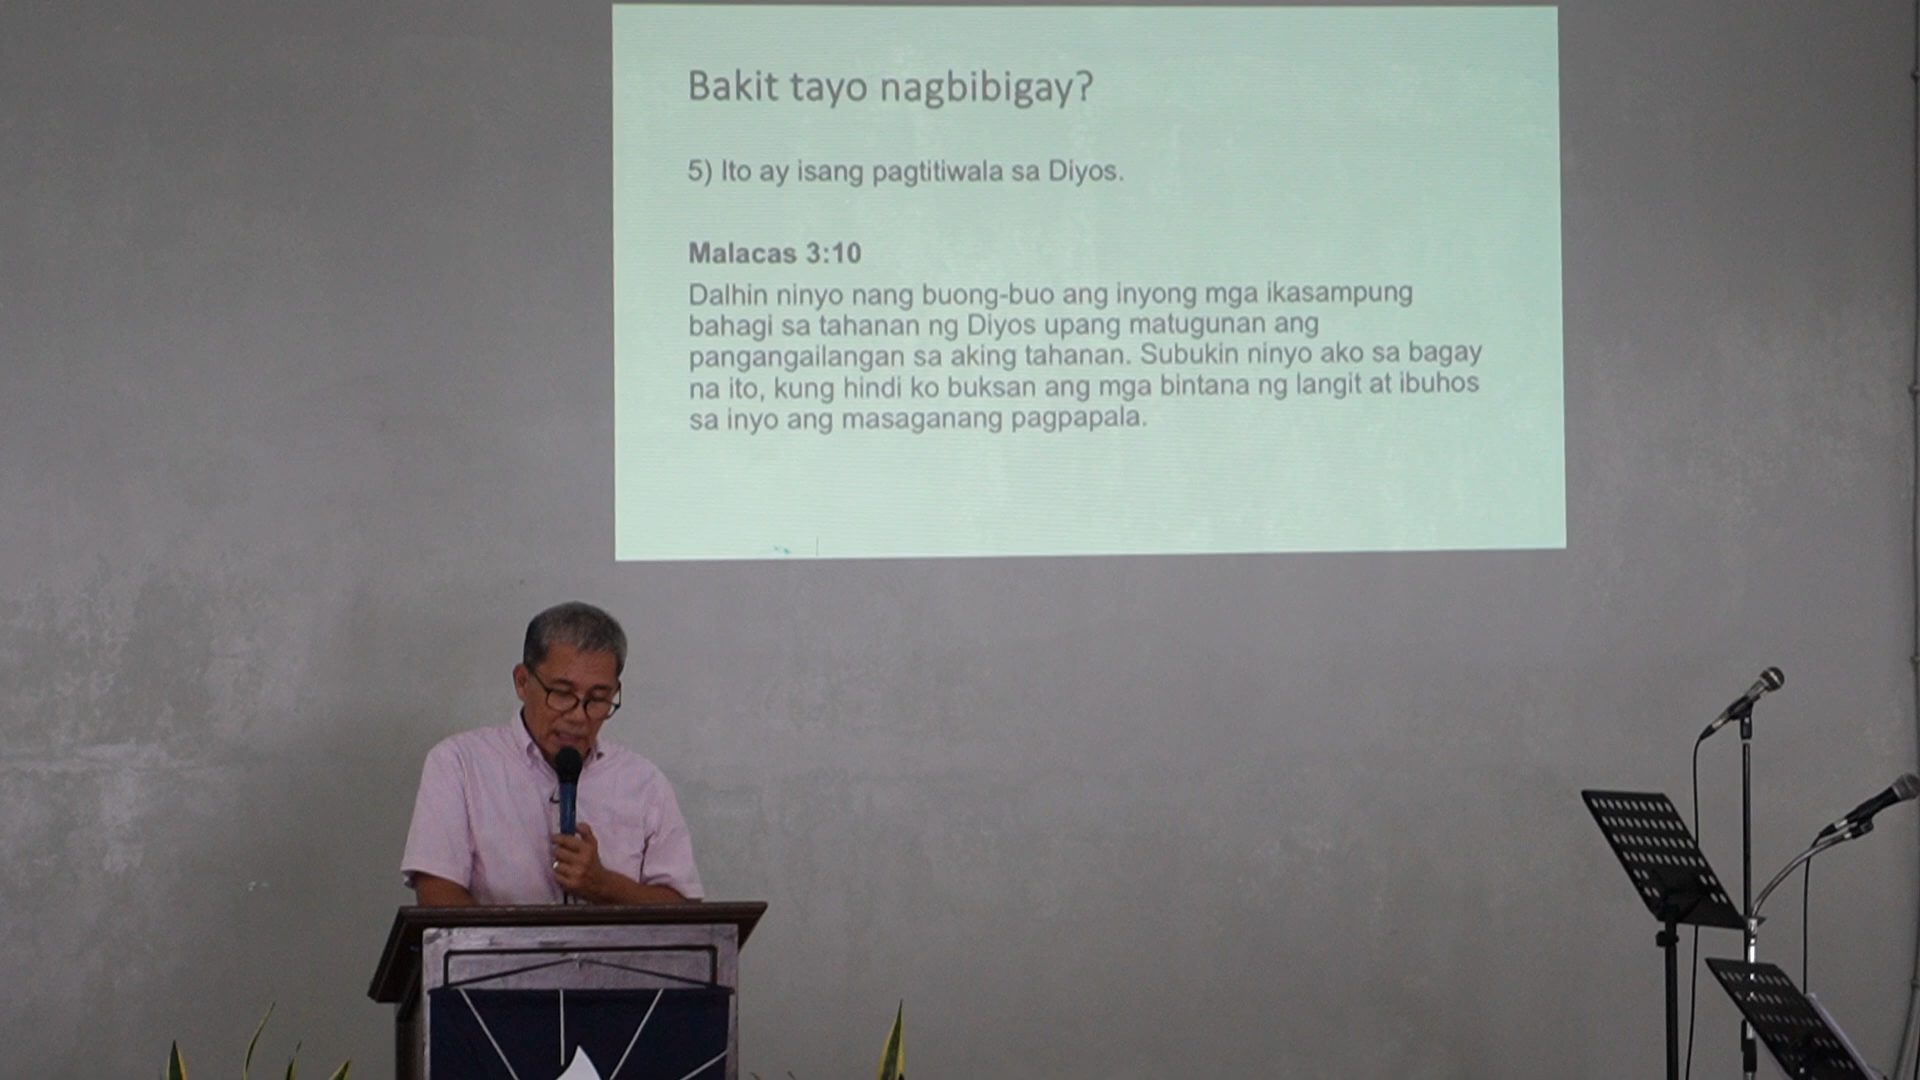 Bakit tayo nagbibigay?
5) Ito ay isang pagtitiwala sa Diyos.
Malacas 3:10
Dalhin ninyo nang buong-buo ang inyong mga ikasampung
bahagi sa tahanan ng Diyos upang matugunan ang
pangangailangan sa aking tahanan. Subukin ninyo ako sa bagay
na ito, kung hindi ko buksan ang mga bintana ng langit at ibuhos
sa inyo ang masaganang pagpapala.